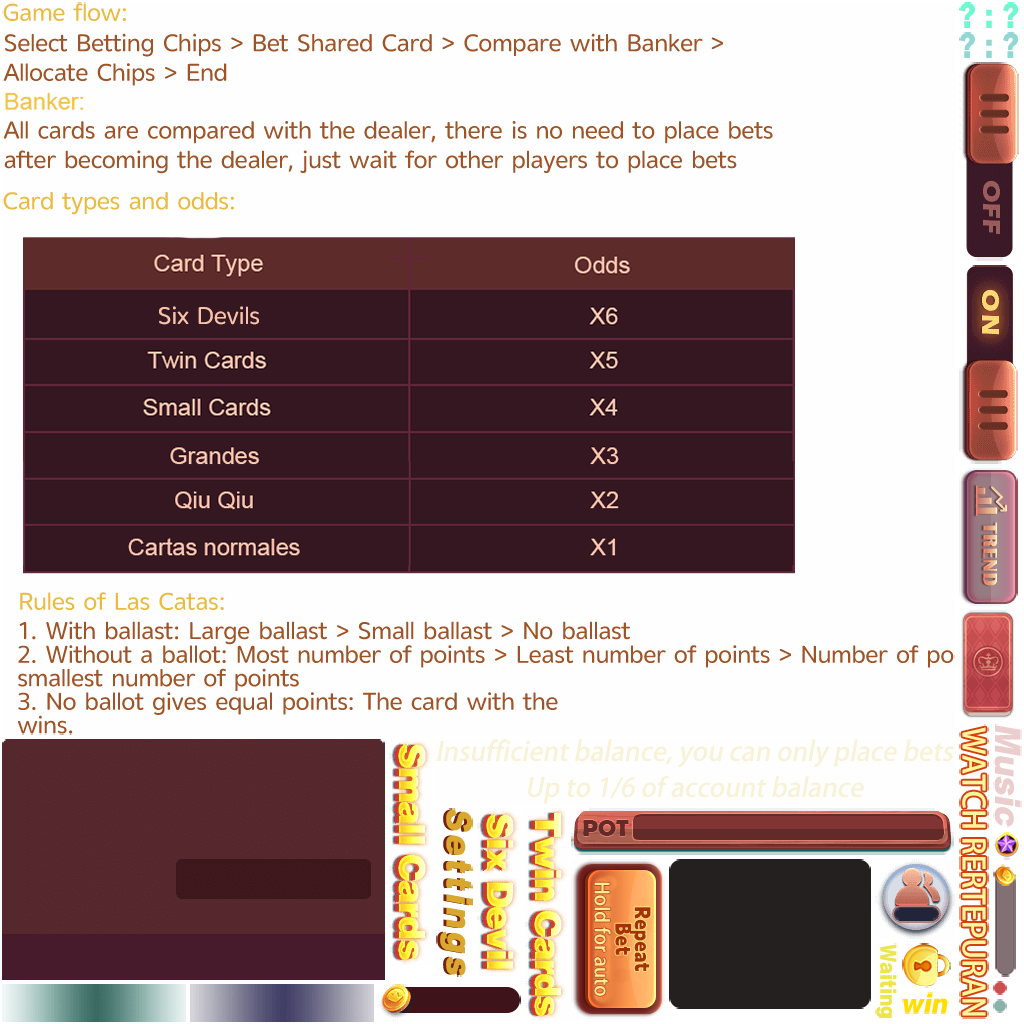 Game flow:
Select Betting Chips > Bet Shared Card > Compare with Banker >
Allocate Chips > End
Banker:
All cards are compared with the dealer, there is no need to place bets
after becoming the dealer, just wait for other players to place bets
Card types and odds:
Card Type Odds
Six Devils X6
Twin Cards X5
Small Cards X4
Grandes X3
Qiu Qiu X2
Cartas normales X1
Rules of Las Catas:
1. With ballast: Large ballast > Small ballast > No ballast
2. Without a ballot: Most number of points > Least number of points > Number of po
smallest number of points
3. No ballot gives equal points: The card with the
wins.
? : ?
? : ?
OFF
ON
TREND
Music
WATCH RERTEPURAN
Insufficient balance, you can only place bets
Up to 1/6 of account balance
Small Cards
Settings
Six Devil
Twin Cards
POT
Repeat
Bet
Hold for auto
Waiting
win